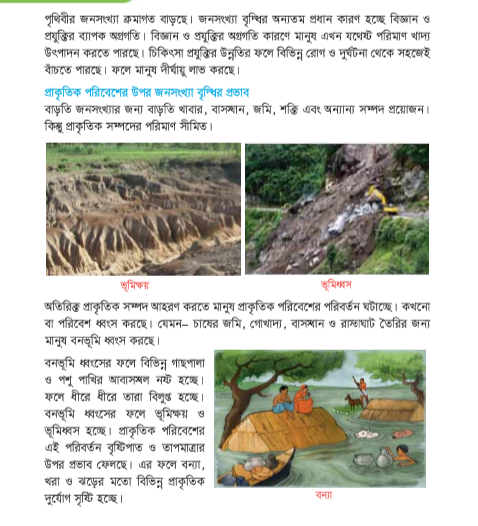 পৃথিবীর জনসংখ্যা ক্রমাগত বাড়ছে। জনসংখ্যা বৃদ্ধির অন্যতম প্রধান কারণ হচ্ছে বিজ্ঞান ও
প্রযুক্তির ব্যাপক অগ্রগতি। বিজ্ঞান ও প্রযুক্তির অগ্রগতি কারণে মানুষ এখন যথেষ্ট পরিমাণ খাদ্য
উৎপাদন করতে পারছে। চিকিৎসা প্রযুক্তির উন্নতির ফলে বিভিন্ন রোগ ও দুর্ঘটনা থেকে সহজেই
বাঁচতে পারছে। ফলে মানুষ দীর্ঘায়ু লাভ করছে।
প্রাকৃতিক পরিবেশের উপর জনসংখ্যা বৃদ্ধির প্রভাব
বাড়তি জনসংখ্যার জন্য বাড়তি খাবার, বাসস্থান, জমি, শক্তি এবং অন্যান্য সম্পদ প্রয়োজন।
কিন্তু প্রাকৃতিক সম্পদের পরিমাণ সীমিত।
ভূমিক্ষয়
ভূমিধ্বস
অতিরিক্ত প্রাকৃতিক সম্পদ আহরণ করতে মানুষ প্রাকৃতিক পরিবেশের পরিবর্তন ঘটাচ্ছে। কখনো
বা পরিবেশ ধ্বংস করছে। যেমন– চাষের জমি, গোখাদ্য, বাসস্থান ও রাস্তাঘাট তৈরির জন্য
মানুষ বনভূমি ধ্বংস করছে।
বনভূমি ধ্বংসের ফলে বিভিন্ন গাছপালা
ও পশু পাখির আবাসস্থল নষ্ট হচ্ছে।
ফলে ধীরে ধীরে তারা বিলুপ্ত হচ্ছে।
বনভূমি ধ্বংসের ফলে ভূমিক্ষয় ও
ভূমিধ্বস হচ্ছে। প্রাকৃতিক পরিবেশের
এই পরিবর্তন বৃষ্টিপাত ও তাপমাত্রার
উপর প্রভাব ফেলছে। এর ফলে বন্যা,
খরা ও ঝড়ের মতো বিভিন্ন প্রাকৃতিক
দুর্যোগ সৃষ্টি হচ্ছে।
বন্যা